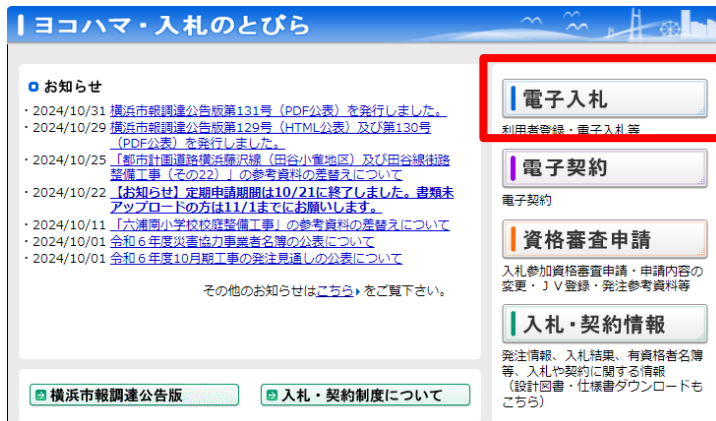 ヨコハマ・入札のとびら
お知らせ
・2024/10/31 横浜市報調達公告版第131号（PDF公表）を発行しました。
・2024/10/29 横浜市報調達公告版第129号（HTML公表）及び第130号
（PDF公表）を発行しました。
・2024/10/25 「都市計画道路横浜藤沢線（田谷小雀地区）及び田谷線街路
整備工事（その22）」の参考資料の差替えについて
・2024/10/22 【お知らせ】定期申請期間は10/21に終了しました。書類未
アップロードの方は11/1までにお願いします。
・2024/10/11 「六浦南小学校校庭整備工事」の参考資料の差替えについて
・2024/10/01 令和６年度災害協力事業者名簿の公表について
・2024/10/01 令和６年度10月期工事の発注見通しの公表について
その他のお知らせはこちら をご覧下さい。
横浜市報調達公告版
入札・契約制度について
電子入札
利用者登録・電子入札等
電子契約
電子契約
資格審査申請
入札参加資格審査申請・申請内容の
変更・ＪＶ登録・発注参考資料等
入札・契約情報
発注情報、入札結果、有資格者名簿
等、入札や契約に関する情報
（設計図書・仕様書ダウンロードも
こちら）